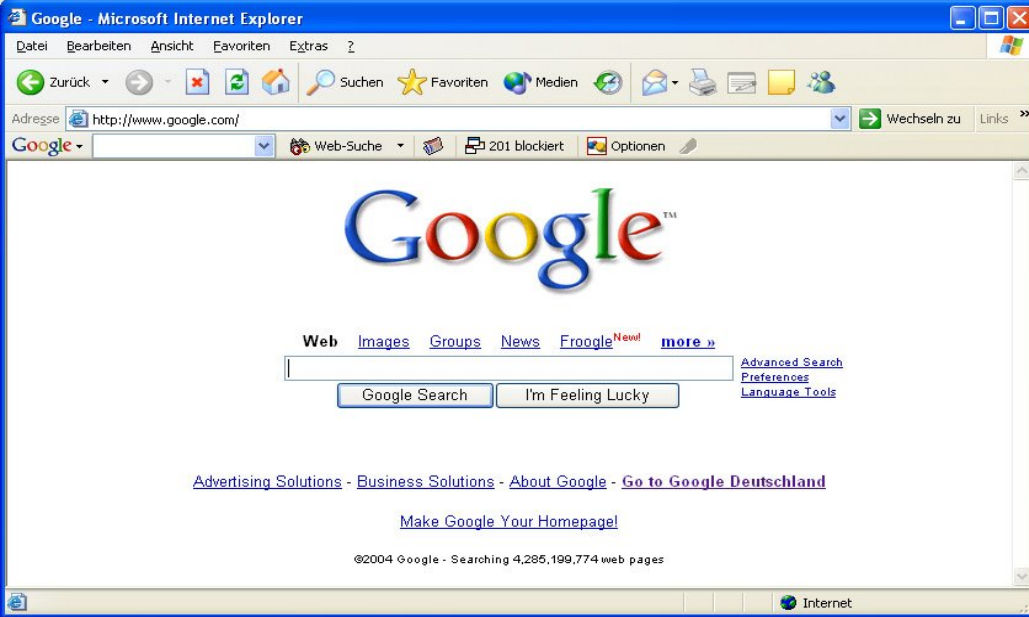 Google - Microsoft Internet Explorer
Datei Bearbeiten Ansicht Favoriten Extras ?
Zurück Suchen Favoriten Medien
Adresse http://www.google.com/ Wechseln zu Links »
Google Web-Suche 201 blockiert Optionen
Google™
Web Images Groups News Froogle New! more »
Advanced Search
Preferences
Language Tools
Google Search I'm Feeling Lucky
Advertising Solutions - Business Solutions - About Google - Go to Google Deutschland
Make Google Your Homepage!
©2004 Google - Searching 4,285,199,774 web pages
Internet